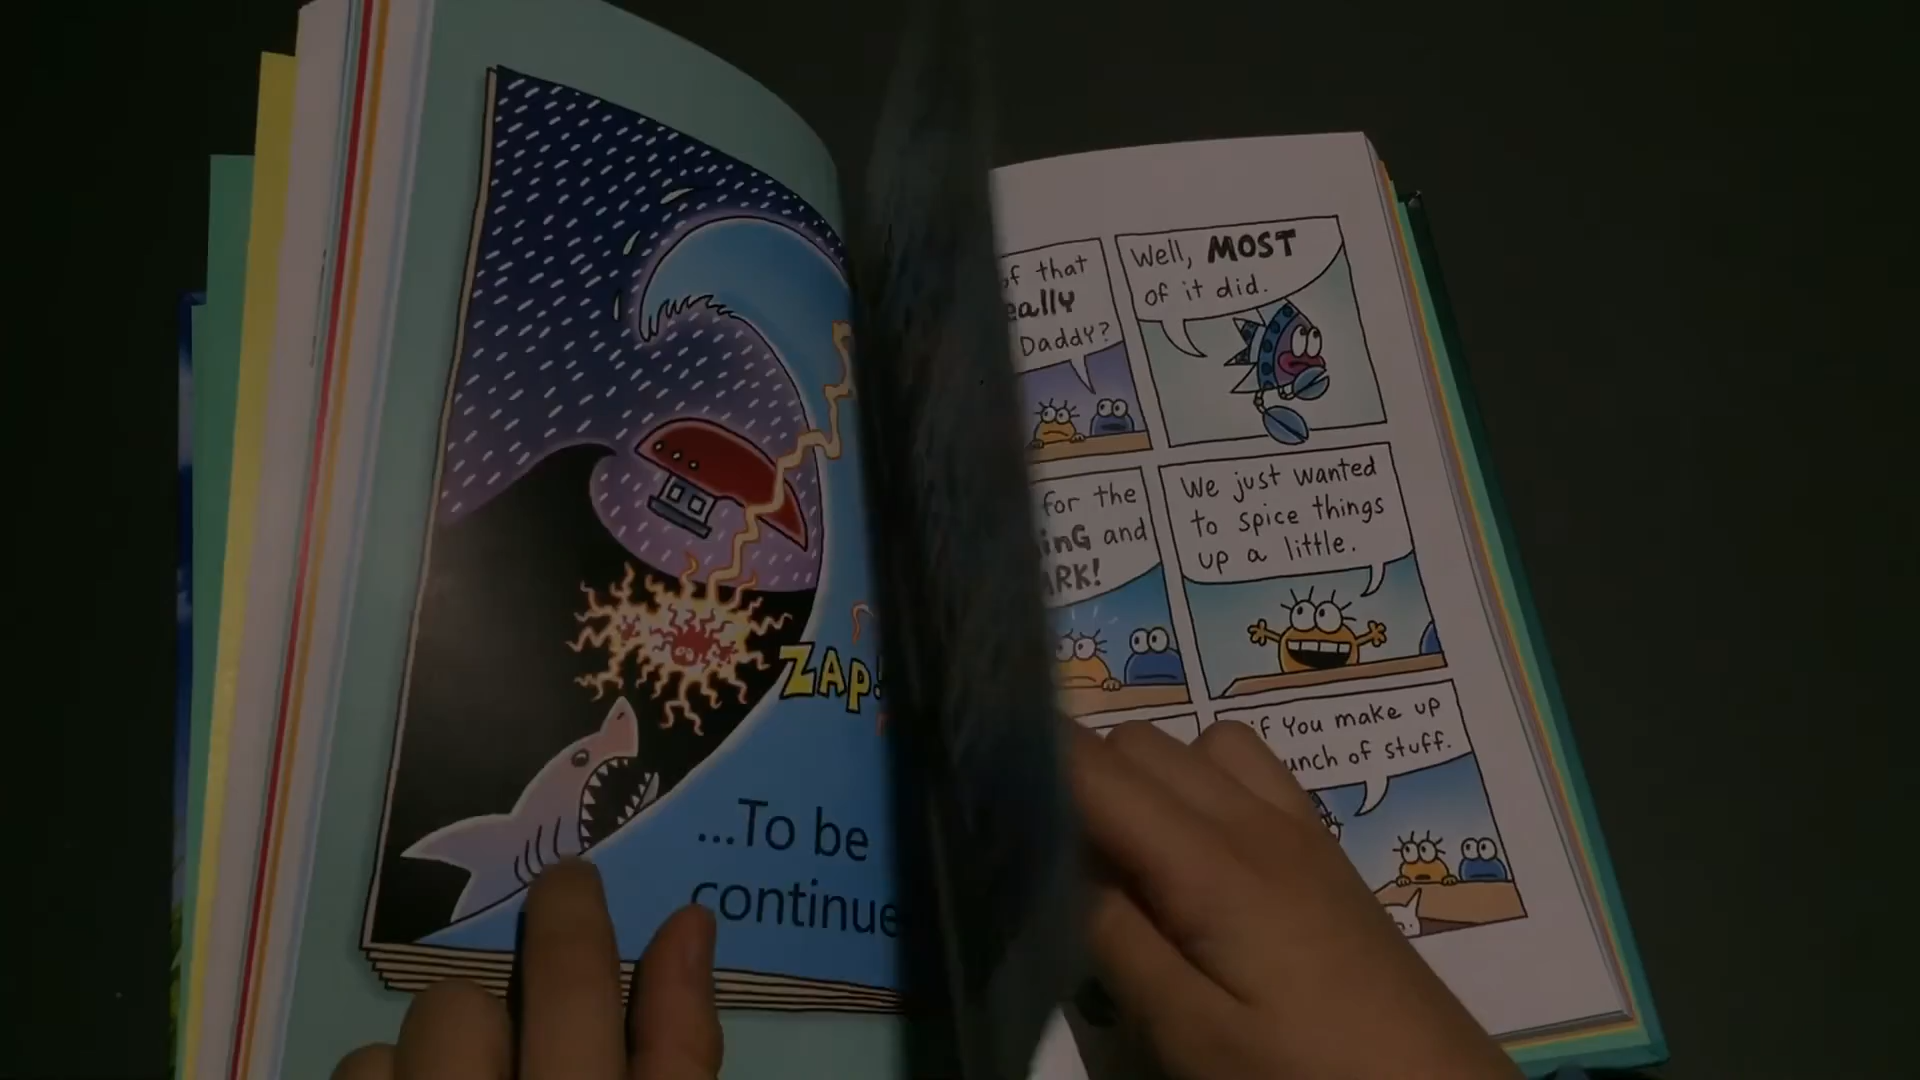 ZAP!
...To be
continue
of that
eally
Daddy?
Well, MOST
of it did.
for the
ing and
ARK!
We just wanted
to spice things
up a little.
if You make up
unch of stuff.